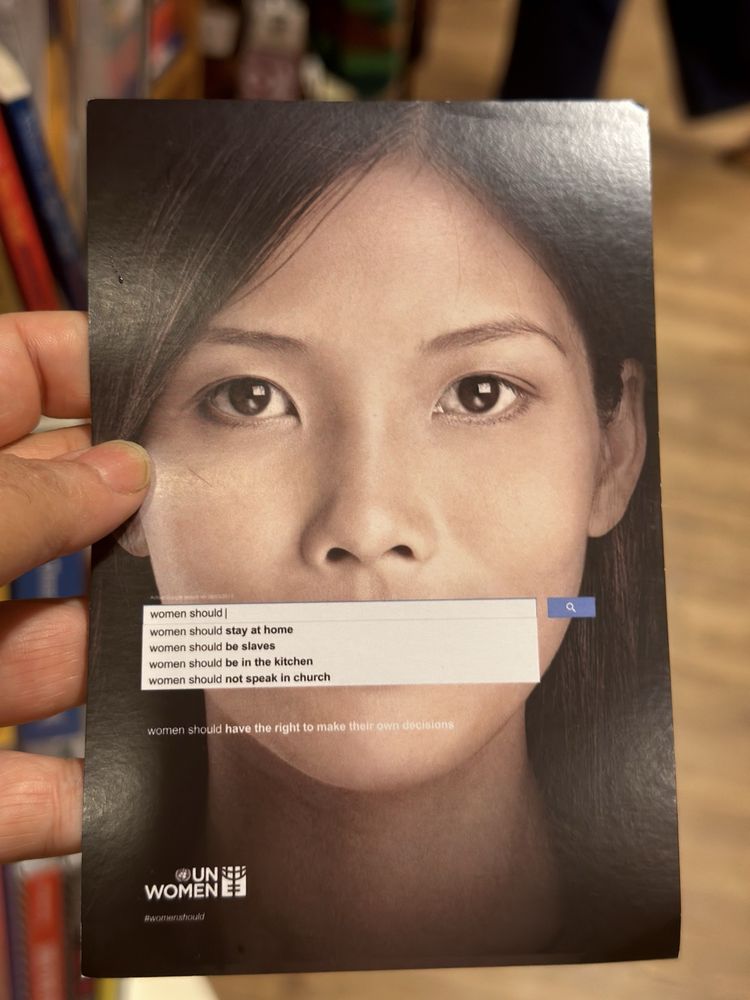 women should
women should stay at home
women should be slaves
women should be in the kitchen
women should not speak in church
women should have the right to make their own decisions
UN
WOMEN
#womenshould